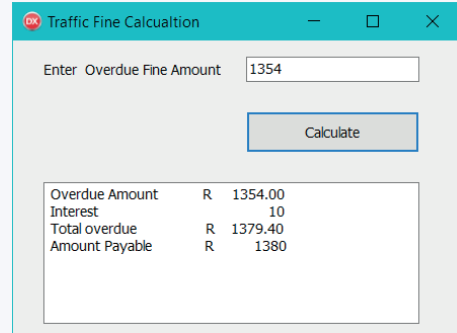 DX Traffic Fine Calcualtion
Enter Overdue Fine Amount 1354
Calculate
Overdue Amount R 1354.00
Interest 10
Total overdue R 1379.40
Amount Payable R 1380